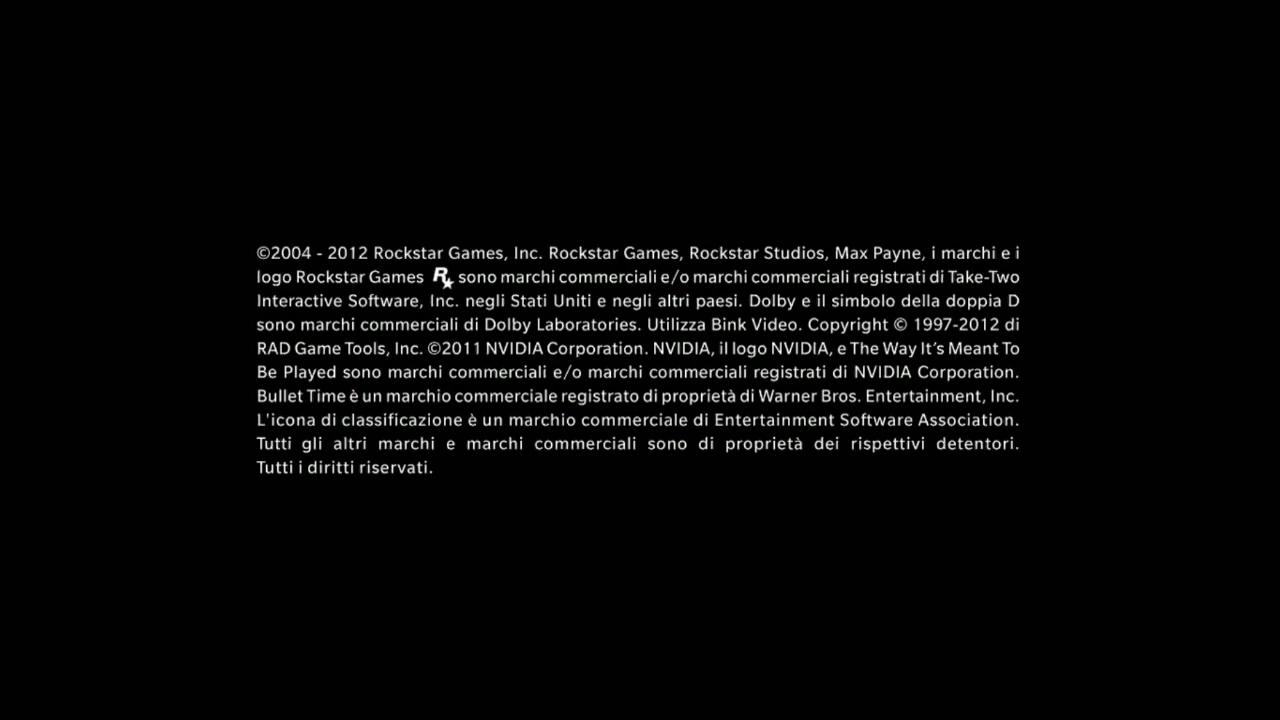 ©2004 - 2012 Rockstar Games, Inc. Rockstar Games, Rockstar Studios, Max Payne, i marchi e i
logo Rockstar Games R★ sono marchi commerciali e/o marchi commerciali registrati di Take-Two
Interactive Software, Inc. negli Stati Uniti e negli altri paesi. Dolby e il simbolo della doppia D
sono marchi commerciali di Dolby Laboratories. Utilizza Bink Video. Copyright © 1997-2012 di
RAD Game Tools, Inc. ©2011 NVIDIA Corporation. NVIDIA, il logo NVIDIA, e The Way It’s Meant To
Be Played sono marchi commerciali e/o marchi commerciali registrati di NVIDIA Corporation.
Bullet Time è un marchio commerciale registrato di proprietà di Warner Bros. Entertainment, Inc.
L'icona di classificazione è un marchio commerciale di Entertainment Software Association.
Tutti gli altri marchi e marchi commerciali sono di proprietà dei rispettivi detentori.
Tutti i diritti riservati.